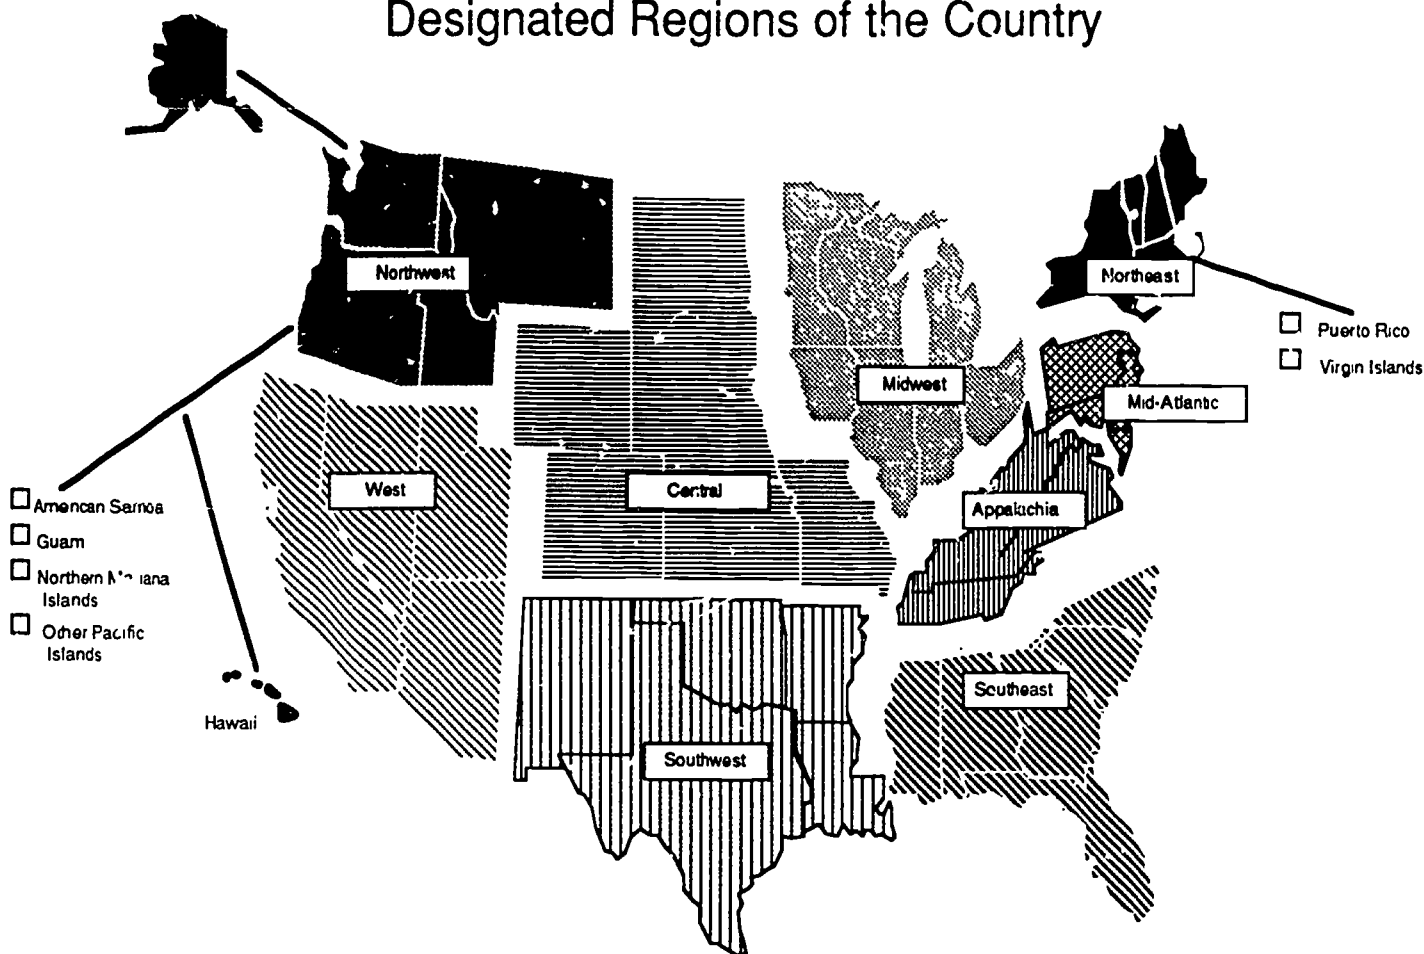 Designated Regions of the Country
Northwest
Northeast
Puerto Rico
Virgin Islands
Midwest
Mid-Atlantic
West
Central
Appalachia
American Samoa
Guam
Northern
Islands
Other Pacific
Islands
Southeast
Hawaii
Southwest